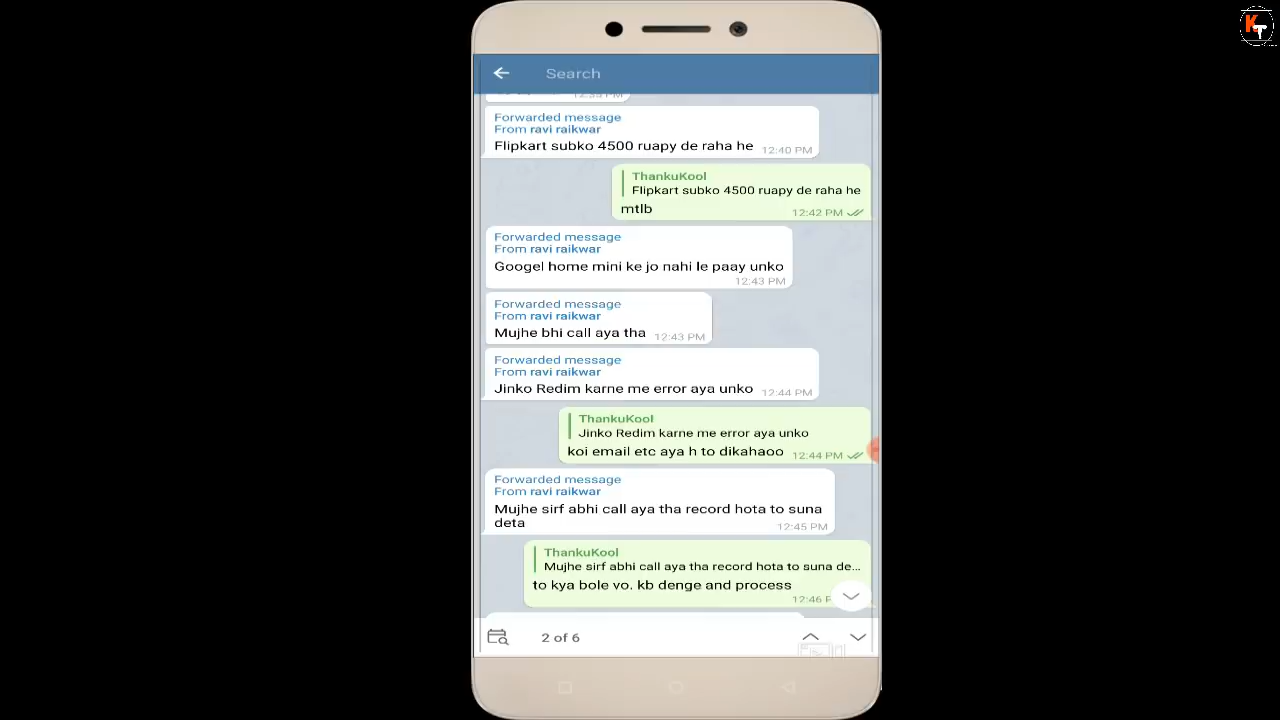 KT
Search
Forwarded message
From ravi raikwar
Flipkart subko 4500 ruapy de raha he 12:40 PM
ThankuKool
Flipkart subko 4500 ruapy de raha he
mtlb 12:42 PM
Forwarded message
From ravi raikwar
Googel home mini ke jo nahi le paay unko
12:43 PM
Forwarded message
From ravi raikwar
Mujhe bhi call aya tha 12:43 PM
Forwarded message
From ravi raikwar
Jinko Redim karne me error aya unko 12:44 PM
ThankuKool
Jinko Redim karne me error aya unko
koi email etc aya h to dikahaoo 12:44 PM
Forwarded message
From ravi raikwar
Mujhe sirf abhi call aya tha record hota to suna
deta 12:45 PM
ThankuKool
Mujhe sirf abhi call aya tha record hota to suna de...
to kya bole vo. kb denge and process
12:46 P
2 of 6